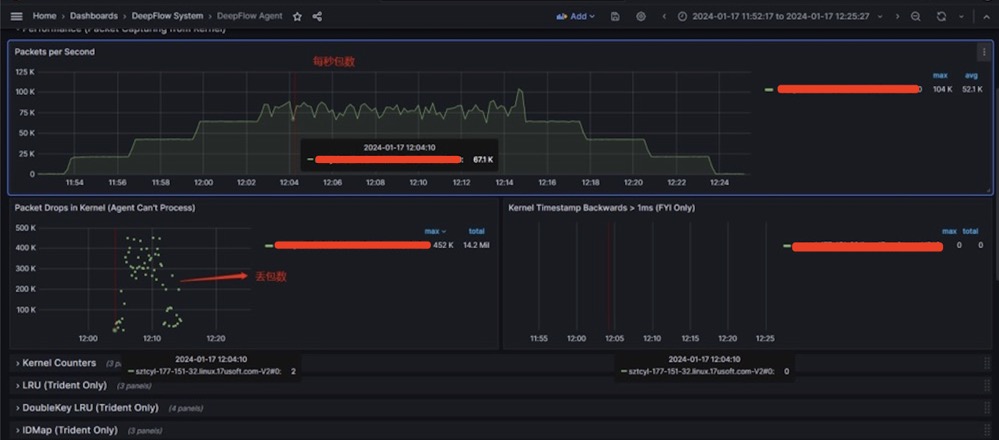 Home › Dashboards › DeepFlow System › DeepFlow Agent
Add
2024-01-17 11:52:17 to 2024-01-17 12:25:27
Performance (Packet Capturing from Kernel)
Packets per Second
每秒包数
125 K
100 K
75 K
50 K
25 K
0
11:54 11:56 11:58 12:00 12:02 12:04 12:06 12:08 12:10 12:12 12:14 12:16 12:18 12:20 12:22 12:24
max avg
104 K 52.1 K
2024-01-17 12:04:10
67.1 K
Packet Drops in Kernel (Agent Can't Process)
500 K
400 K
300 K
200 K
100 K
12:00 12:10 12:20
max total
452 K 14.2 Mil
丢包数
Kernel Timestamp Backwards > 1ms (FYI Only)
11:55 12:00 12:05 12:10 12:15 12:20 12:25
max total
0 0
› Kernel Counters
2024-01-17 12:04:10
sztcyl-177-151-32.linux.17usoft.com-V2#0: 2
2024-01-17 12:04:10
sztcyl-177-151-32.linux.17usoft.com-V2#0: 0
› LRU (Trident Only) (3 panels)
› DoubleKey LRU (Trident Only) (4 panels)
› IDMap (Trident Only) (3 panels)